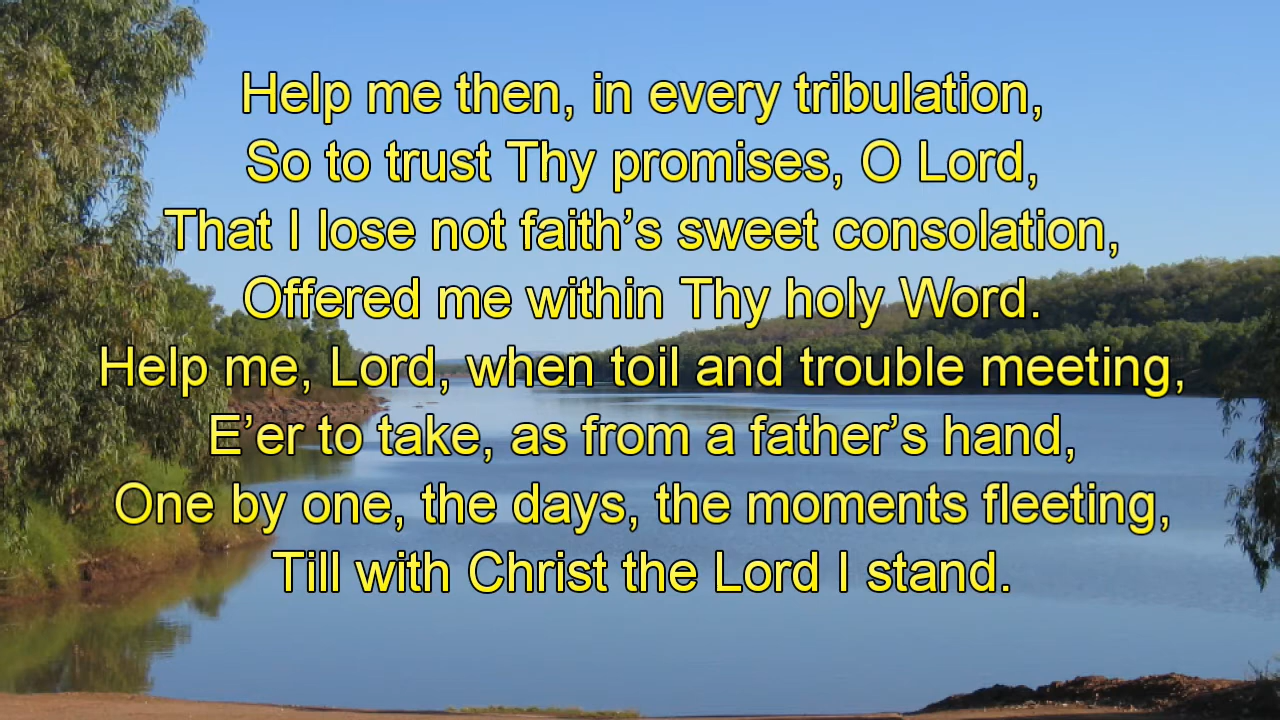 Help me then, in every tribulation,
So to trust Thy promises, O Lord,
That I lose not faith’s sweet consolation,
Offered me within Thy holy Word.
Help me, Lord, when toil and trouble meeting,
E’er to take, as from a father’s hand,
One by one, the days, the moments fleeting,
Till with Christ the Lord I stand.